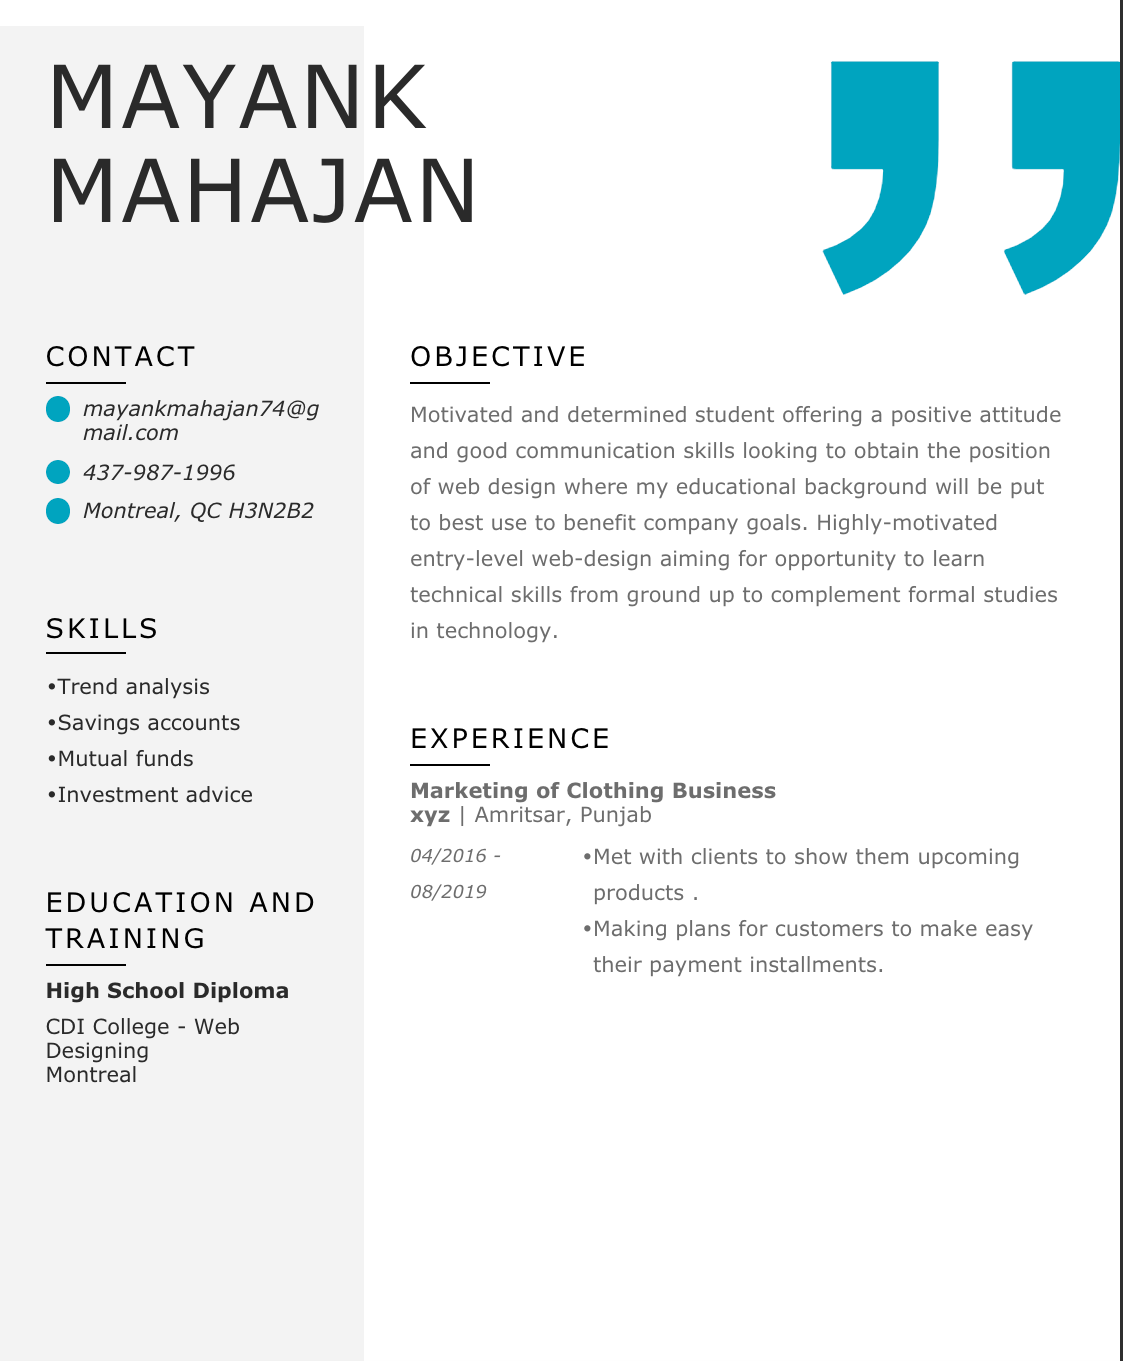 MAYANK
MAHAJAN
CONTACT
mayankmahajan74@g
mail.com
437-987-1996
Montreal, QC H3N2B2
SKILLS
•Trend analysis
•Savings accounts
•Mutual funds
•Investment advice
EDUCATION AND
TRAINING
High School Diploma
CDI College - Web
Designing
Montreal
OBJECTIVE
Motivated and determined student offering a positive attitude
and good communication skills looking to obtain the position
of web design where my educational background will be put
to best use to benefit company goals. Highly-motivated
entry-level web-design aiming for opportunity to learn
technical skills from ground up to complement formal studies
in technology.
EXPERIENCE
Marketing of Clothing Business
xyz | Amritsar, Punjab
04/2016 -
08/2019
•Met with clients to show them upcoming
products .
•Making plans for customers to make easy
their payment installments.